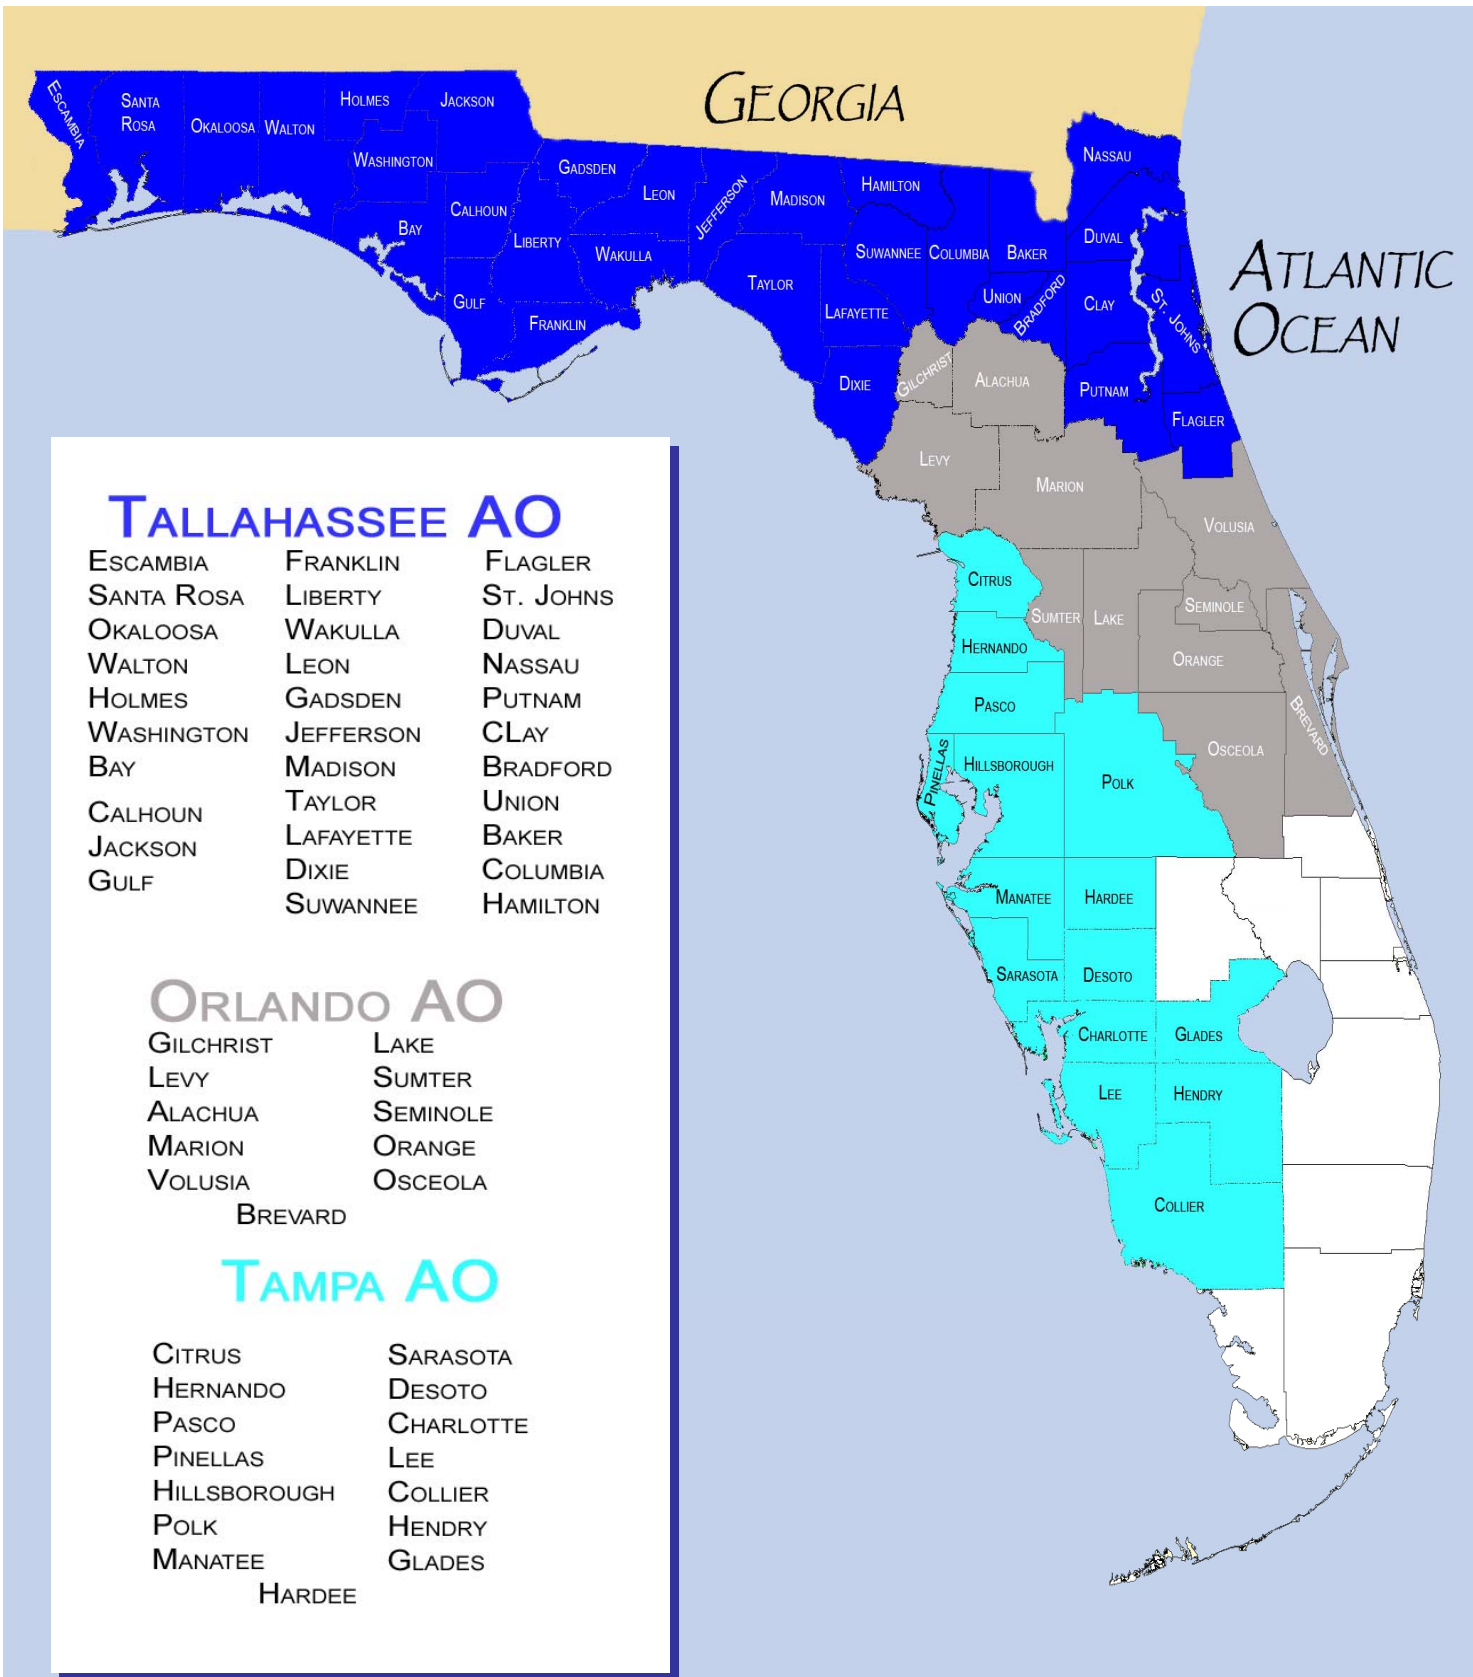 GEORGIA
ATLANTIC
OCEAN
ESCAMBIA
SANTA
ROSA
OKALOOSA
WALTON
HOLMES
JACKSON
WASHINGTON
BAY
CALHOUN
GULF
LIBERTY
GADSDEN
FRANKLIN
LEON
WAKULLA
JEFFERSON
MADISON
TAYLOR
HAMILTON
SUWANNEE
LAFAYETTE
DIXIE
COLUMBIA
BAKER
UNION
BRADFORD
NASSAU
DUVAL
CLAY
ST. JOHNS
PUTNAM
FLAGLER
GILCHRIST
ALACHUA
LEVY
MARION
VOLUSIA
CITRUS
SUMTER
LAKE
SEMINOLE
HERNANDO
ORANGE
PASCO
BREVARD
OSCEOLA
PINELLAS
HILLSBOROUGH
POLK
MANATEE
HARDEE
SARASOTA
DESOTO
CHARLOTTE
GLADES
LEE
HENDRY
COLLIER
TALLAHASSEE AO
ESCAMBIA
SANTA ROSA
OKALOOSA
WALTON
HOLMES
WASHINGTON
BAY
CALHOUN
JACKSON
GULF
FRANKLIN
LIBERTY
WAKULLA
LEON
GADSDEN
JEFFERSON
MADISON
TAYLOR
LAFAYETTE
DIXIE
SUWANNEE
FLAGLER
ST. JOHNS
DUVAL
NASSAU
PUTNAM
CLAY
BRADFORD
UNION
BAKER
COLUMBIA
HAMILTON
ORLANDO AO
GILCHRIST
LEVY
ALACHUA
MARION
VOLUSIA
LAKE
SUMTER
SEMINOLE
ORANGE
OSCEOLA
BREVARD
TAMPA AO
CITRUS
HERNANDO
PASCO
PINELLAS
HILLSBOROUGH
POLK
MANATEE
SARASOTA
DESOTO
CHARLOTTE
LEE
COLLIER
HENDRY
GLADES
HARDEE